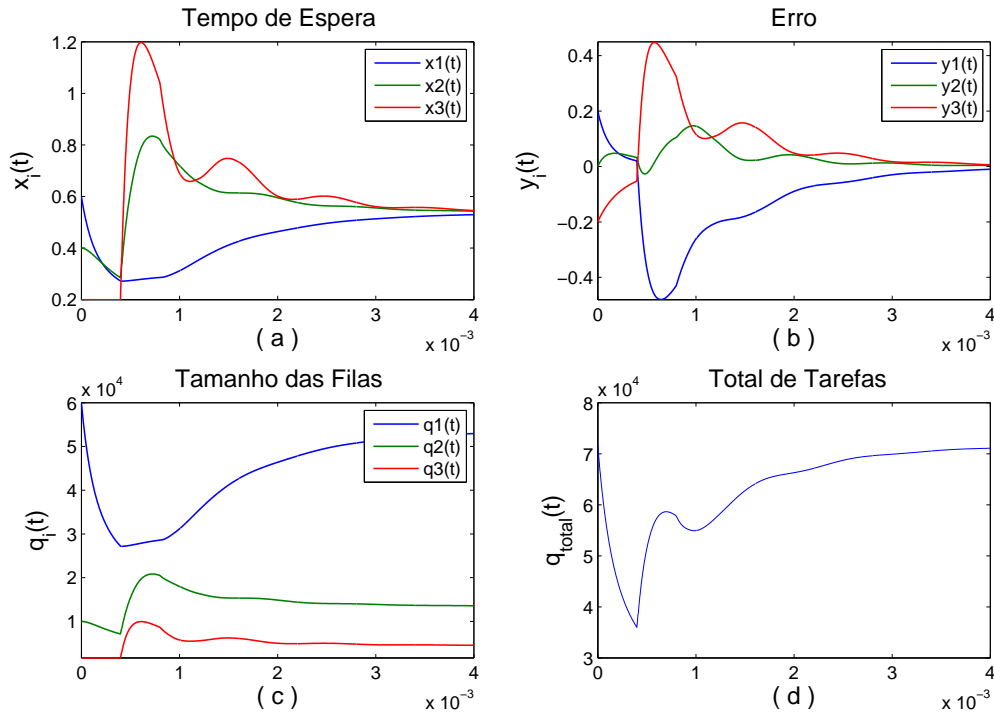 Tempo de Espera
1.2
1
0.8
0.6
0.4
0.2
x_i(t)
x1(t)
x2(t)
x3(t)
0 1 2 3 4
x 10^−3
( a )
Erro
0.4
0.2
0
−0.2
−0.4
y_i(t)
y1(t)
y2(t)
y3(t)
0 1 2 3 4
x 10^−3
( b )
Tamanho das Filas
x 10^4
6
5
4
3
2
1
q_i(t)
q1(t)
q2(t)
q3(t)
0 1 2 3 4
x 10^−3
( c )
Total de Tarefas
x 10^4
8
7
6
5
4
3
q_total(t)
0 1 2 3 4
x 10^−3
( d )